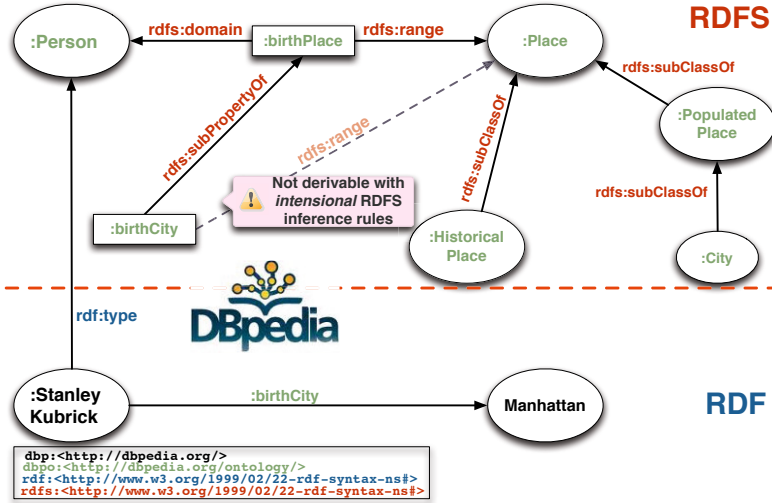 RDFS
:Person
rdfs:domain
:birthPlace
rdfs:range
:Place
rdfs:subClassOf
:Populated
Place
rdfs:subPropertyOf
rdfs:range
rdfs:subClassOf
rdfs:subClassOf
Not derivable with
intensional RDFS
inference rules
:birthCity
:Historical
Place
:City
rdf:type
DBpedia
:Stanley
Kubrick
:birthCity
Manhattan
RDF
dbp:<http://dbpedia.org/>
dbpo:<http://dbpedia.org/ontology/>
rdf:<http://www.w3.org/1999/02/22-rdf-syntax-ns#>
rdfs:<http://www.w3.org/1999/02/22-rdf-syntax-ns#>